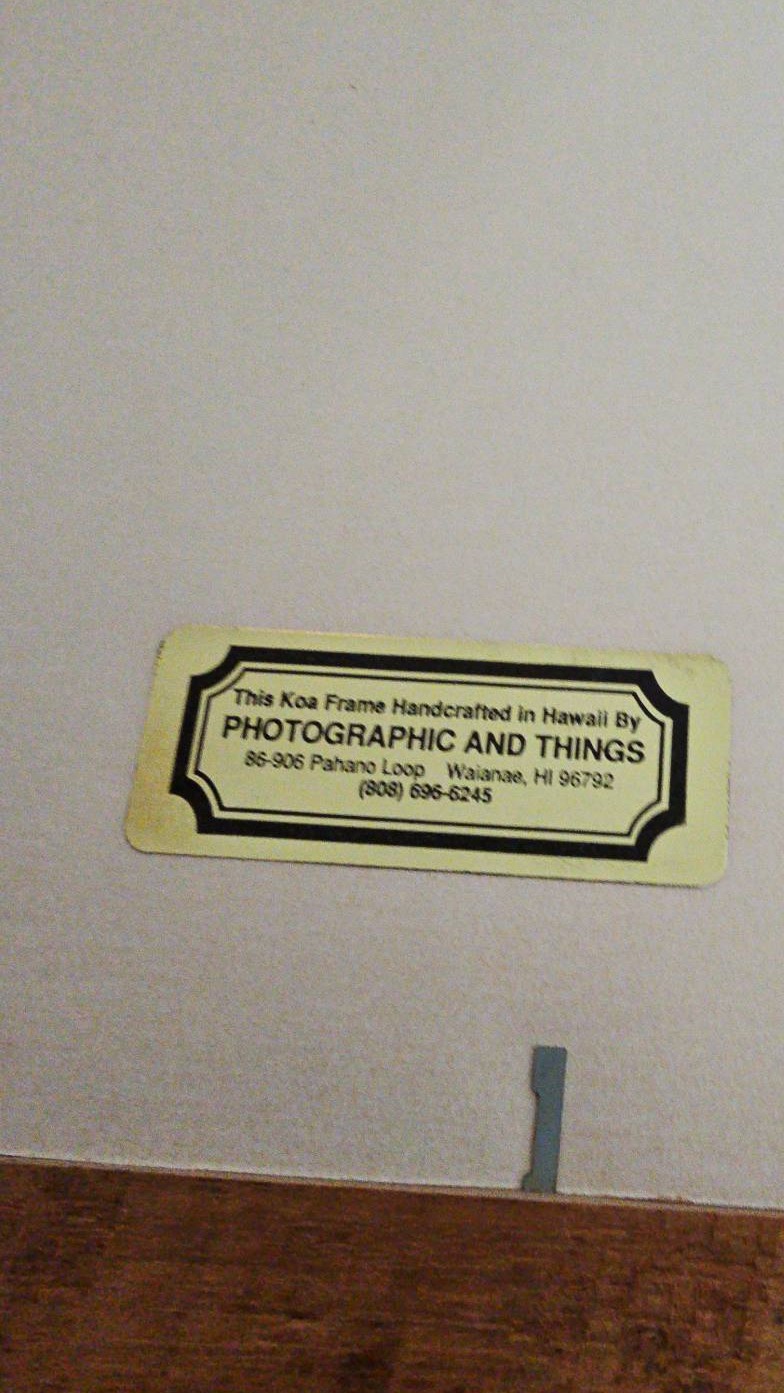 This Koa Frame Handcrafted in Hawaii By
PHOTOGRAPHIC AND THINGS
86-906 Pahano Loop Waianae, HI 96792
(808) 696-6245